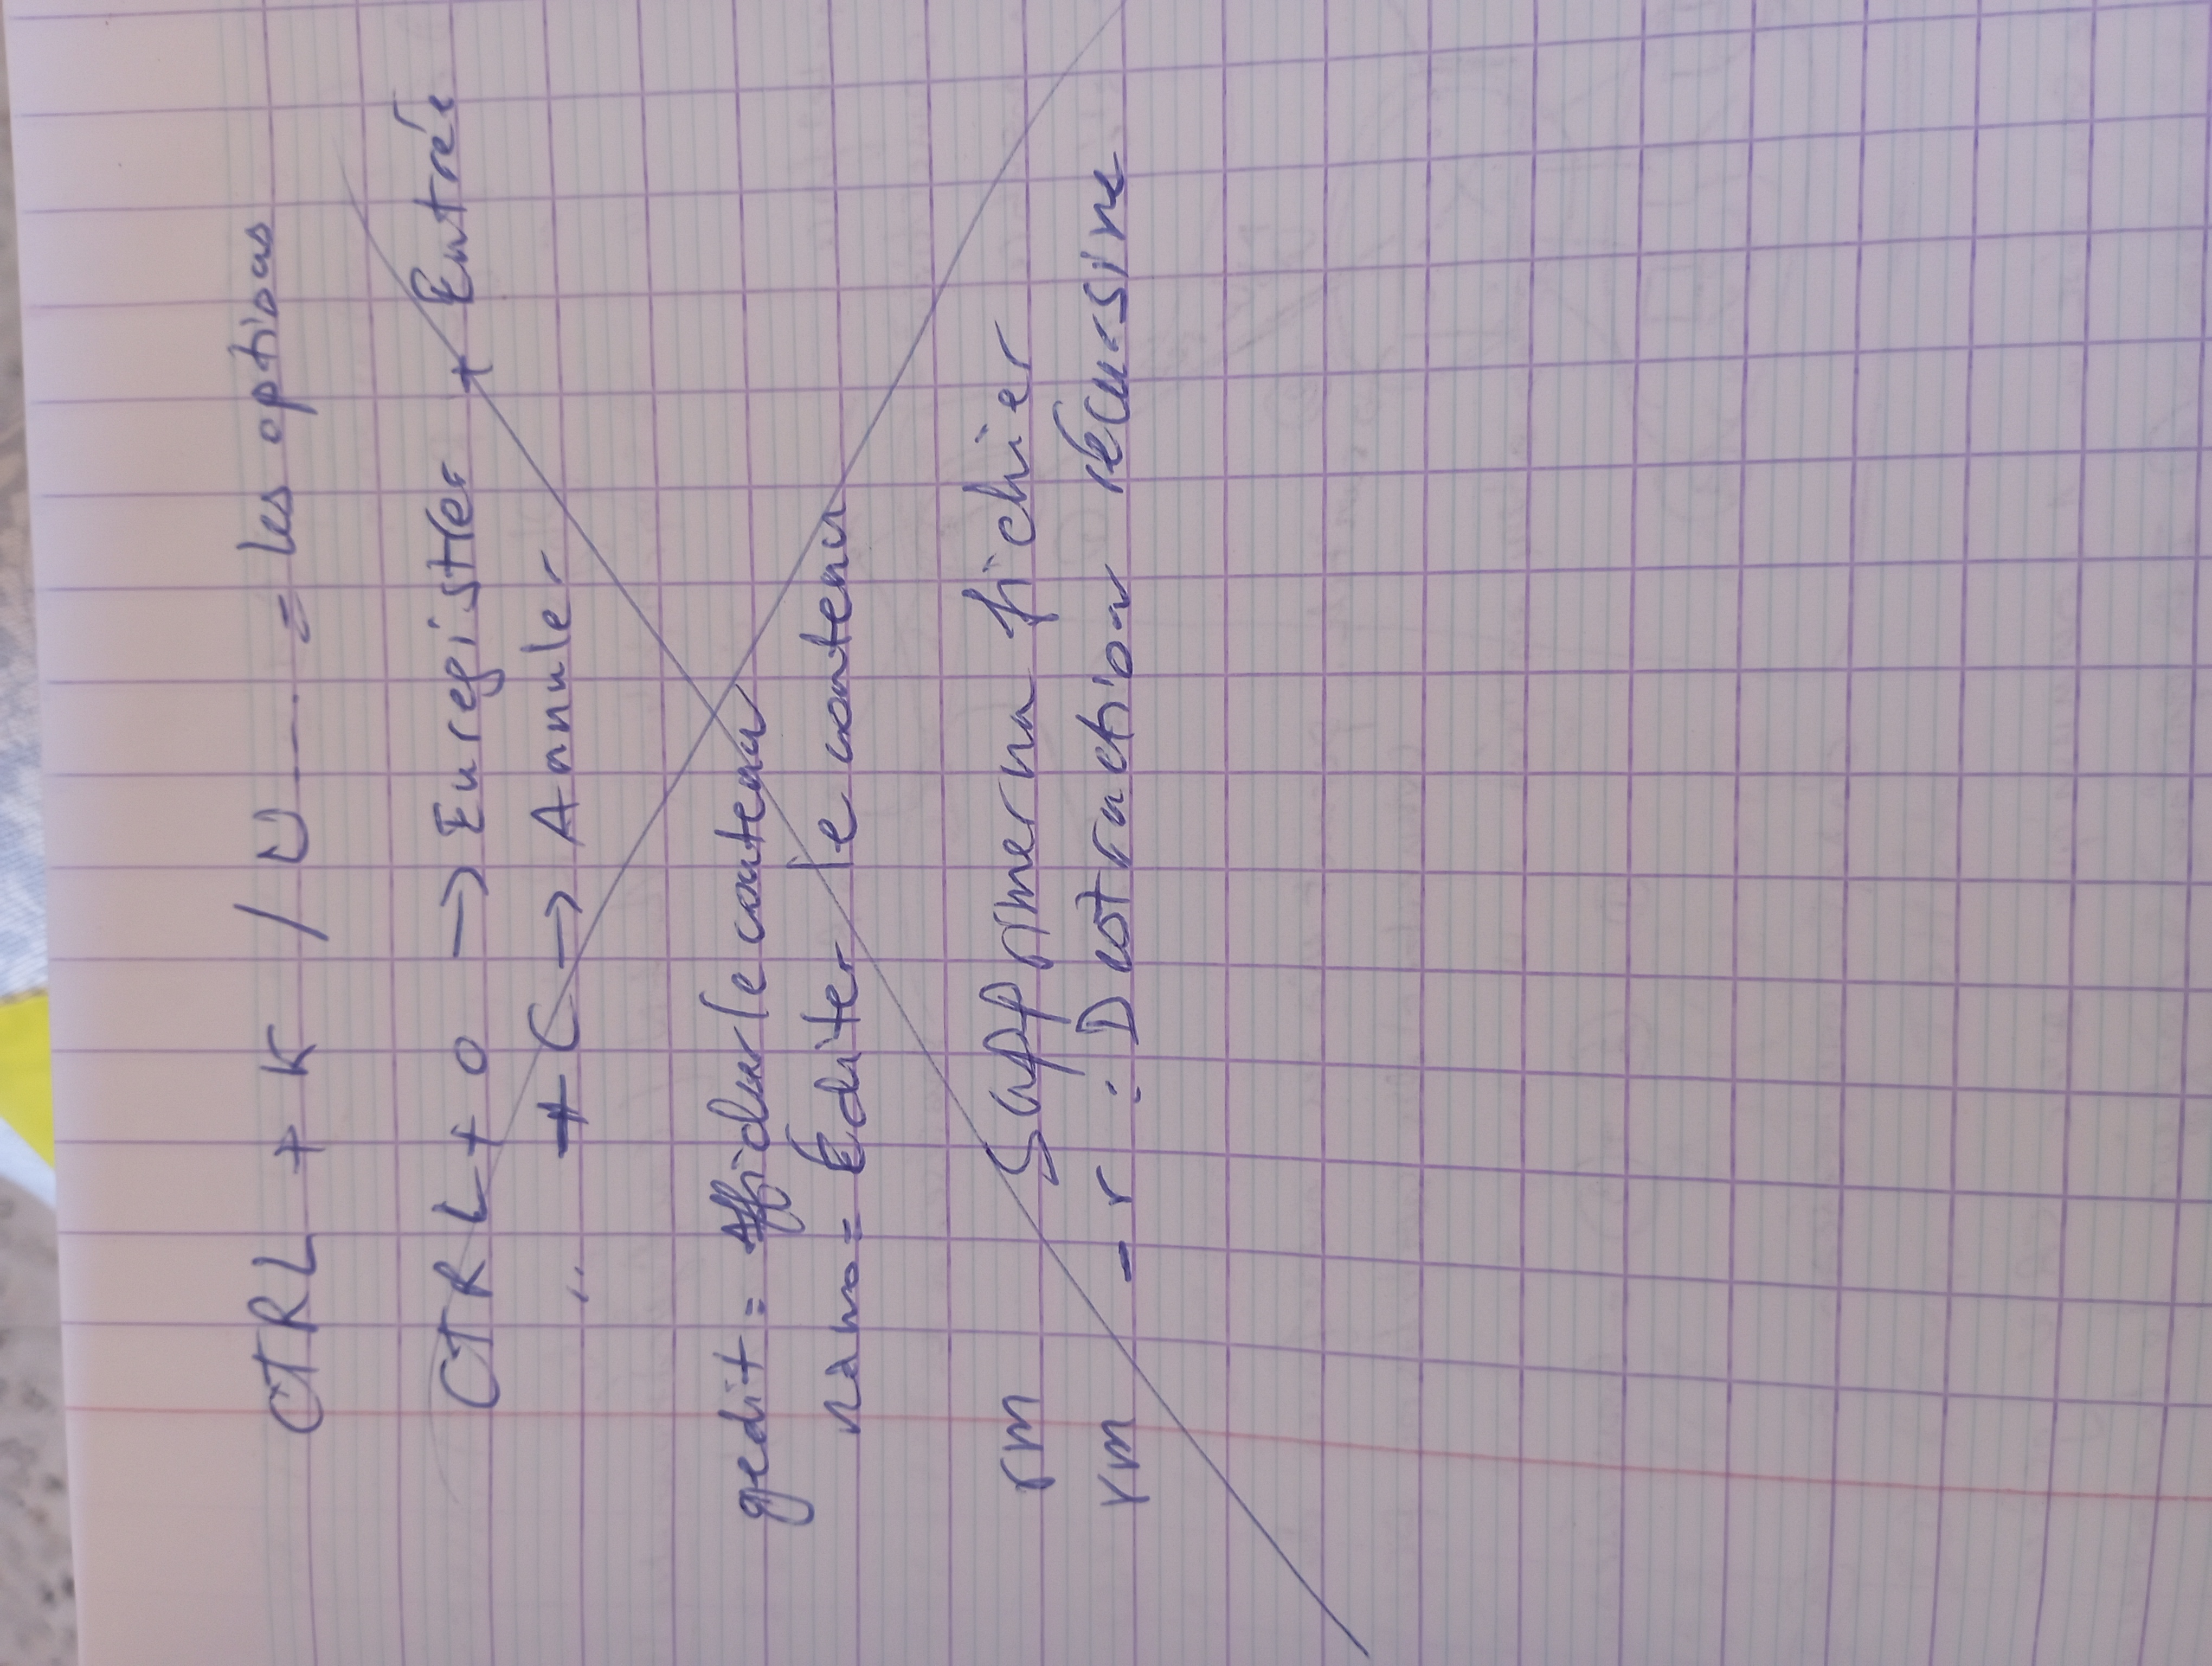 CTRL + K / U --- = les options
CTRL + O → Enregistrer + Entrée
" + C → Annuler
gedit = Afficher le contenu
nano = Éditer le contenu
rm Supprimer un fichier
rm -r : Destruction récursive